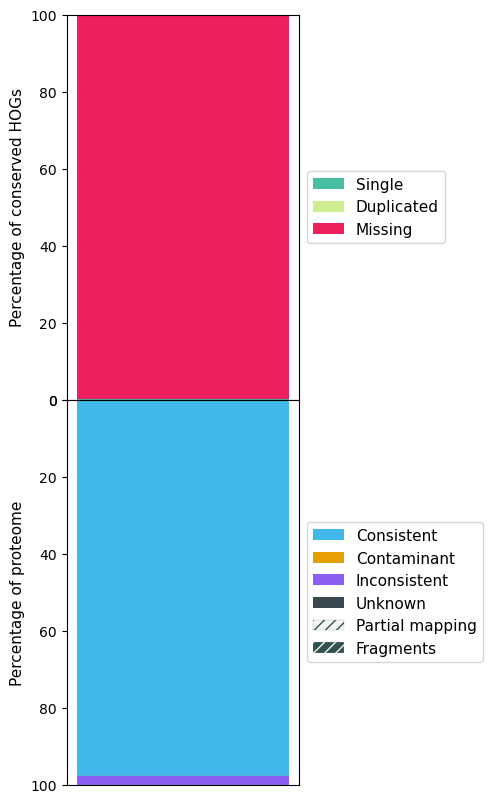 Percentage of conserved HOGs
100
80
60
40
20
0
Single
Duplicated
Missing
Percentage of proteome
0
20
40
60
80
100
Consistent
Contaminant
Inconsistent
Unknown
Partial mapping
Fragments